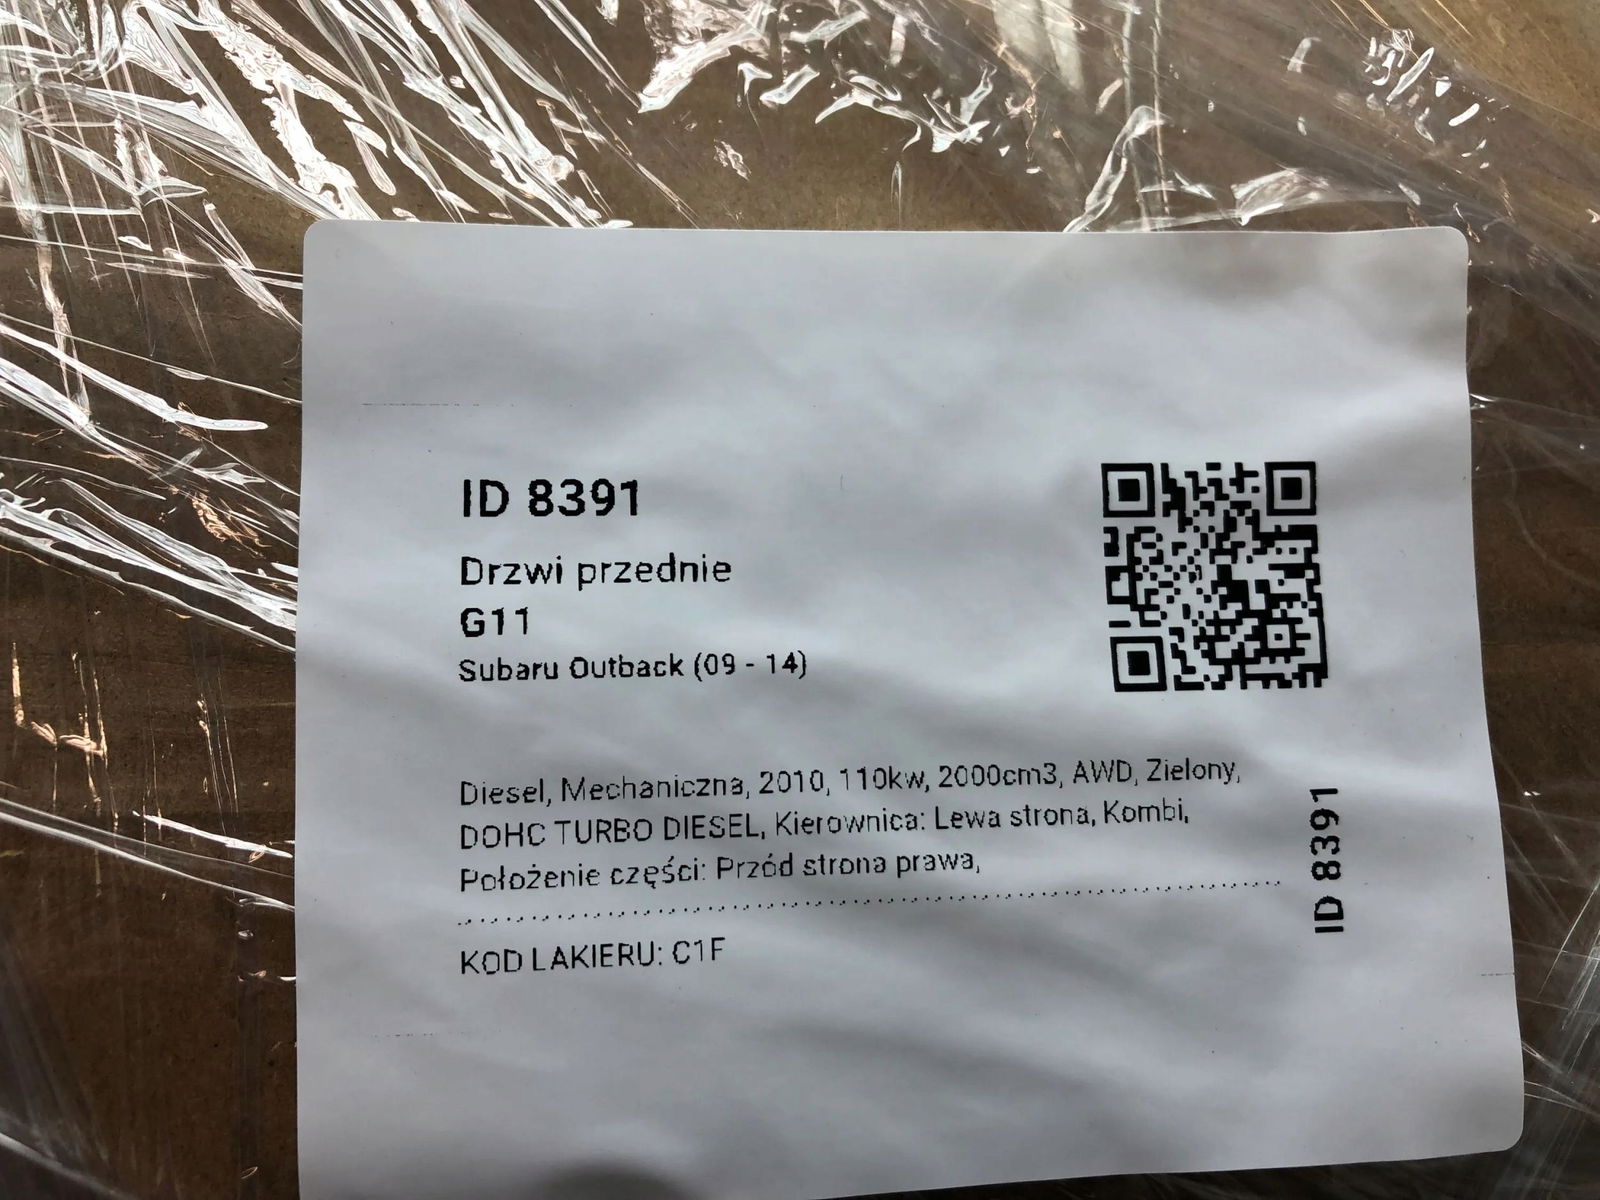 ID 8391
Drzwi przednie
G11
Subaru Outback (09 - 14)
Diesel, Mechaniczna, 2010, 110kw, 2000cm3, AWD, Zielony,
DOHC TURBO DIESEL, Kierownica: Lewa strona, Kombi,
Położenie części: Przód strona prawa,
KOD LAKIERU: C1F
ID 8391